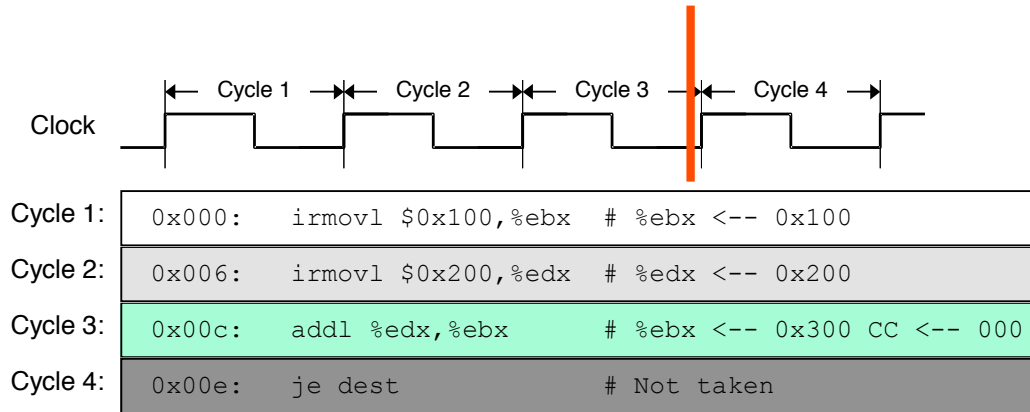 Cycle 1 Cycle 2 Cycle 3 Cycle 4
Clock
Cycle 1: 0x000: irmovl $0x100,%ebx # %ebx <-- 0x100
Cycle 2: 0x006: irmovl $0x200,%edx # %edx <-- 0x200
Cycle 3: 0x00c: addl %edx,%ebx # %ebx <-- 0x300 CC <-- 000
Cycle 4: 0x00e: je dest # Not taken